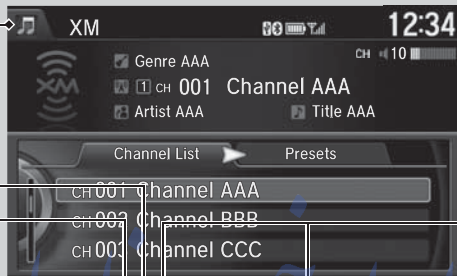 XM 12:34
CH 10
Genre AAA
XM 1 CH 001 Channel AAA
Artist AAA Title AAA
Channel List Presets
CH 001 Channel AAA
CH 002 Channel BBB
CH 003 Channel CCC